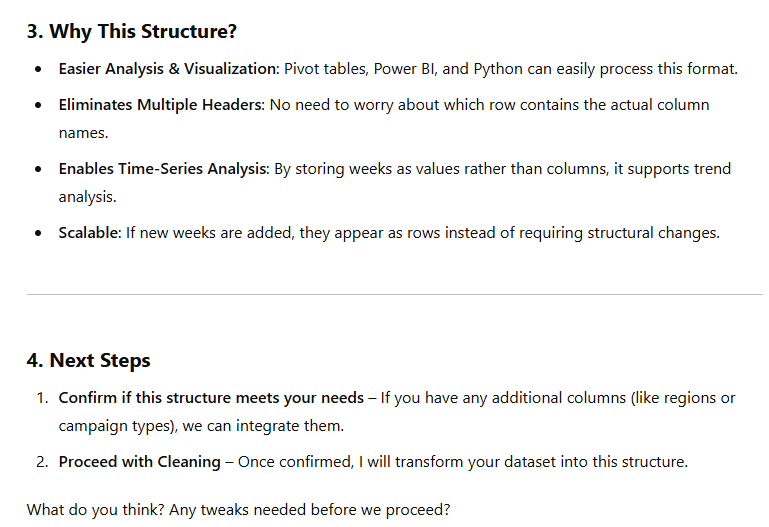 3. Why This Structure?
• Easier Analysis & Visualization: Pivot tables, Power BI, and Python can easily process this format.
• Eliminates Multiple Headers: No need to worry about which row contains the actual column
names.
• Enables Time-Series Analysis: By storing weeks as values rather than columns, it supports trend
analysis.
• Scalable: If new weeks are added, they appear as rows instead of requiring structural changes.
4. Next Steps
1. Confirm if this structure meets your needs – If you have any additional columns (like regions or
campaign types), we can integrate them.
2. Proceed with Cleaning – Once confirmed, I will transform your dataset into this structure.
What do you think? Any tweaks needed before we proceed?